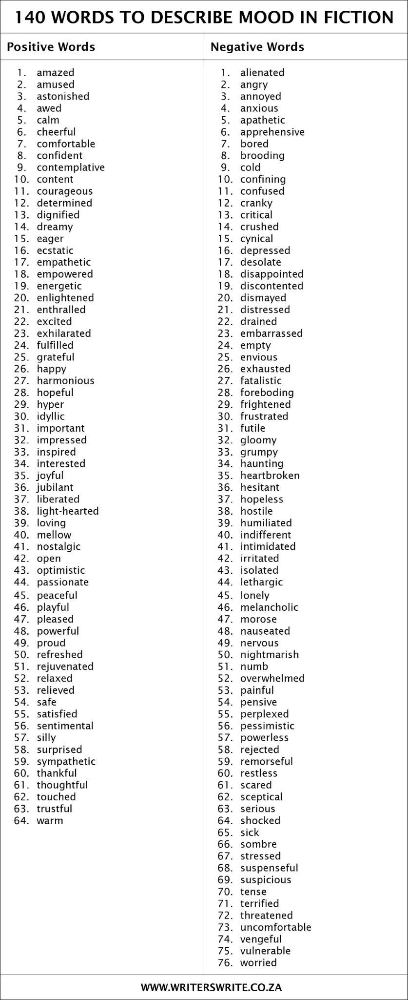 140 WORDS TO DESCRIBE MOOD IN FICTION
Positive Words
1. amazed
2. amused
3. astonished
4. awed
5. calm
6. cheerful
7. comfortable
8. confident
9. contemplative
10. content
11. courageous
12. determined
13. dignified
14. dreamy
15. eager
16. ecstatic
17. empathetic
18. empowered
19. energetic
20. enlightened
21. enthralled
22. excited
23. exhilarated
24. fulfilled
25. grateful
26. happy
27. harmonious
28. hopeful
29. hyper
30. idyllic
31. important
32. impressed
33. inspired
34. interested
35. joyful
36. jubilant
37. liberated
38. light-hearted
39. loving
40. mellow
41. nostalgic
42. open
43. optimistic
44. passionate
45. peaceful
46. playful
47. pleased
48. powerful
49. proud
50. refreshed
51. rejuvenated
52. relaxed
53. relieved
54. safe
55. satisfied
56. sentimental
57. silly
58. surprised
59. sympathetic
60. thankful
61. thoughtful
62. touched
63. trustful
64. warm
Negative Words
1. alienated
2. angry
3. annoyed
4. anxious
5. apathetic
6. apprehensive
7. bored
8. brooding
9. cold
10. confining
11. confused
12. cranky
13. critical
14. crushed
15. cynical
16. depressed
17. desolate
18. disappointed
19. discontented
20. dismayed
21. distressed
22. drained
23. embarrassed
24. empty
25. envious
26. exhausted
27. fatalistic
28. foreboding
29. frightened
30. frustrated
31. futile
32. gloomy
33. grumpy
34. haunting
35. heartbroken
36. hesitant
37. hopeless
38. hostile
39. humiliated
40. indifferent
41. intimidated
42. irritated
43. isolated
44. lethargic
45. lonely
46. melancholic
47. morose
48. nauseated
49. nervous
50. nightmarish
51. numb
52. overwhelmed
53. painful
54. pensive
55. perplexed
56. pessimistic
57. powerless
58. rejected
59. remorseful
60. restless
61. scared
62. sceptical
63. serious
64. shocked
65. sick
66. sombre
67. stressed
68. suspenseful
69. suspicious
70. tense
71. terrified
72. threatened
73. uncomfortable
74. vengeful
75. vulnerable
76. worried
WWW.WRITERSWRITE.CO.ZA